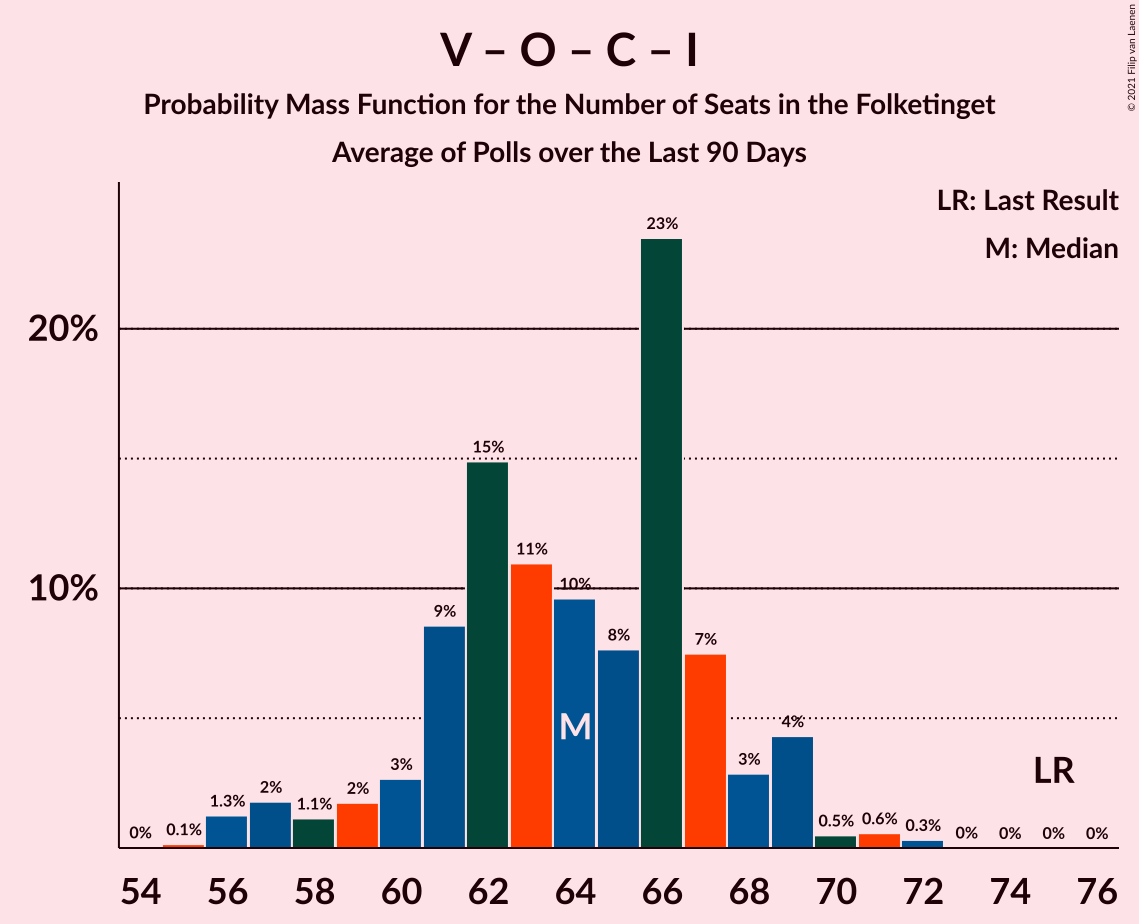 © 2021 Filip van Laenen
V – O – C – I
Probability Mass Function for the Number of Seats in the Folketinget
Average of Polls over the Last 90 Days
LR: Last Result
M: Median
23%
20%
15%
11%
10%
10%
9%
8%
7%
M
4%
LR
3%
3%
2%
2%
1.3%
1.1%
0.5%
0.6%
0.3%
0%
0.1%
0%
0%
0%
0%
54 56 58 60 62 64 66 68 70 72 74 76